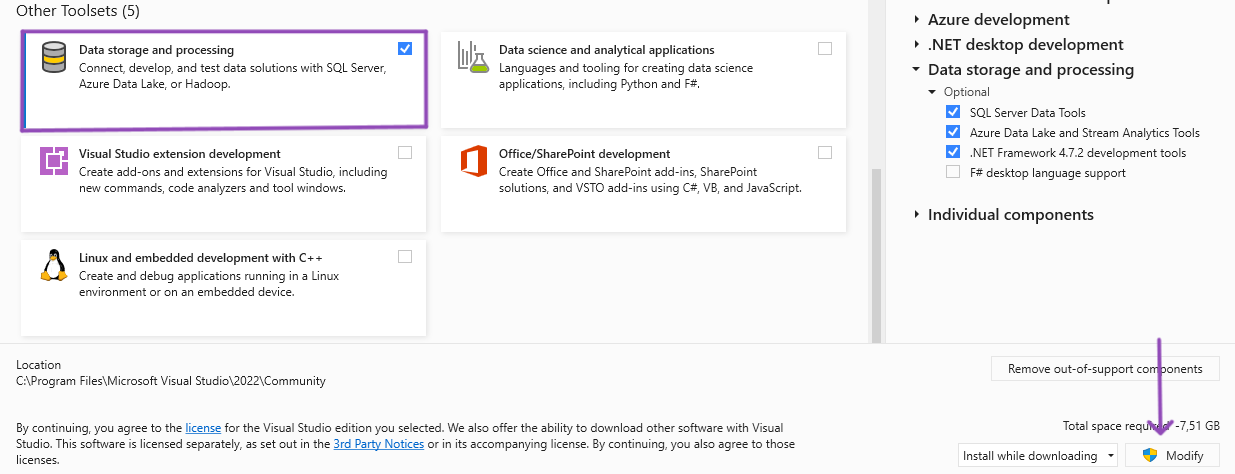 Other Toolsets (5)
Data storage and processing
Connect, develop, and test data solutions with SQL Server,
Azure Data Lake, or Hadoop.
Data science and analytical applications
Languages and tooling for creating data science
applications, including Python and F#.
Visual Studio extension development
Create add-ons and extensions for Visual Studio, including
new commands, code analyzers and tool windows.
Office/SharePoint development
Create Office and SharePoint add-ins, SharePoint
solutions, and VSTO add-ins using C#, VB, and JavaScript.
Linux and embedded development with C++
Create and debug applications running in a Linux
environment or on an embedded device.
Azure development
.NET desktop development
Data storage and processing
Optional
SQL Server Data Tools
Azure Data Lake and Stream Analytics Tools
.NET Framework 4.7.2 development tools
F# desktop language support
Individual components
Location
C:\Program Files\Microsoft Visual Studio\2022\Community
Remove out-of-support components
By continuing, you agree to the license for the Visual Studio edition you selected. We also offer the ability to download other software with Visual
Studio. This software is licensed separately, as set out in the 3rd Party Notices or in its accompanying license. By continuing, you also agree to those
licenses.
Total space required -7,51 GB
Install while downloading
Modify